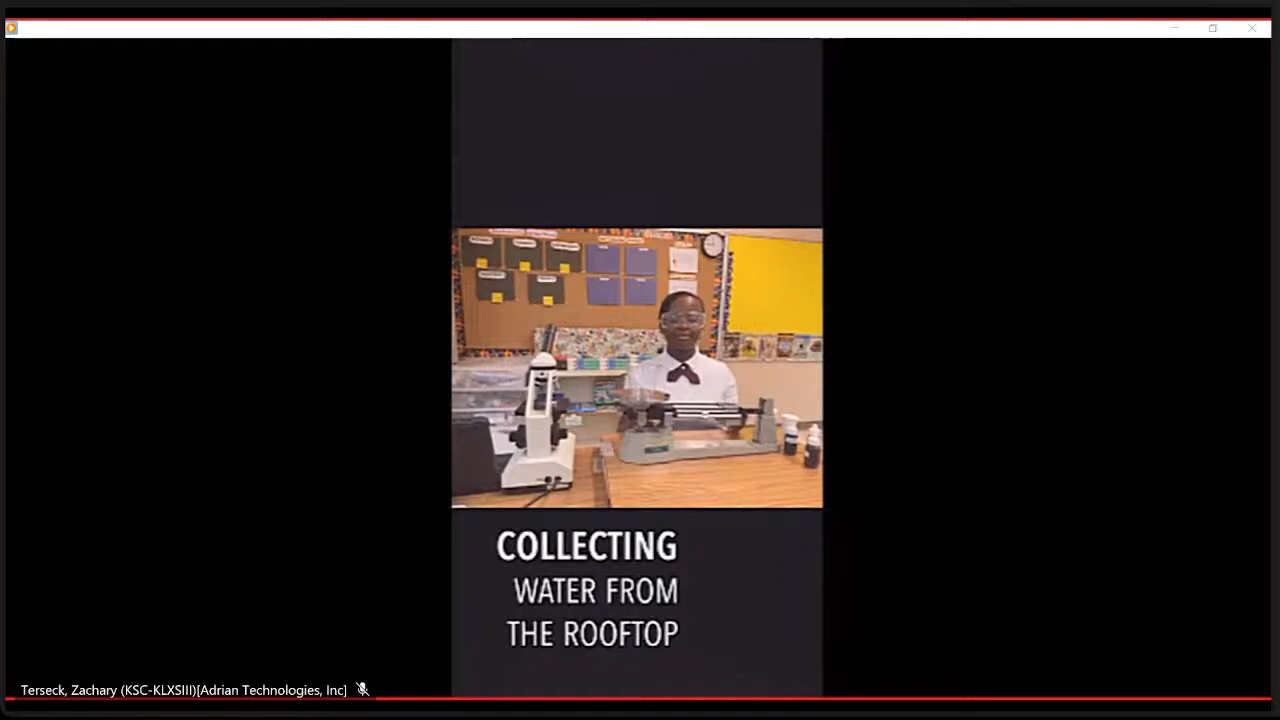 COLLECTING
WATER FROM
THE ROOFTOP
Terseck, Zachary (KSC-KLXSIII)[Adrian Technologies, Inc]